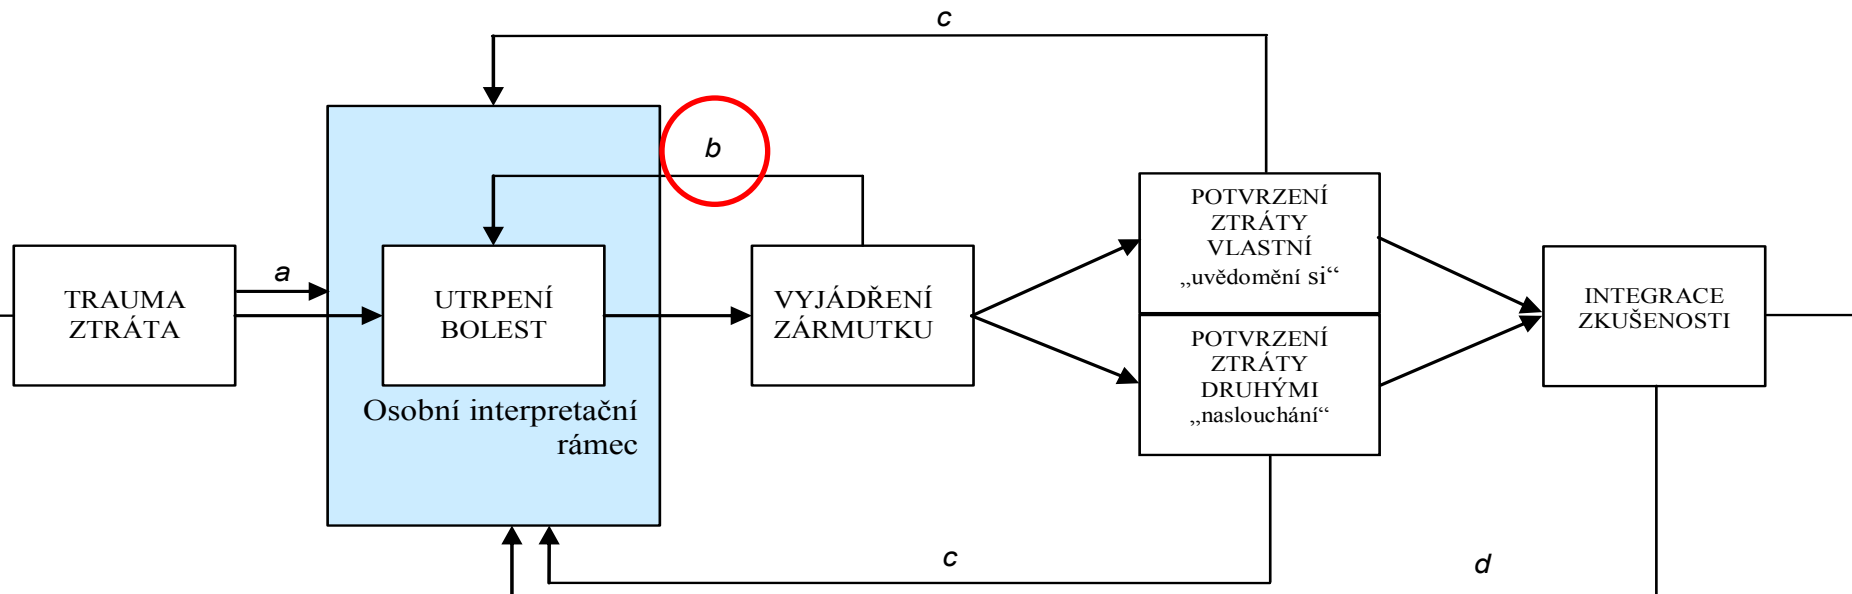 c
b
a
TRAUMA
ZTRÁTA
UTRPENÍ
BOLEST
Osobní interpretační
rámec
VYJÁDŘENÍ
ZÁRMUTKU
POTVRZENÍ
ZTRÁTY
VLASTNÍ
„uvědomění si“
POTVRZENÍ
ZTRÁTY
DRUHÝMI
„naslouchání“
INTEGRACE
ZKUŠENOSTI
c
d